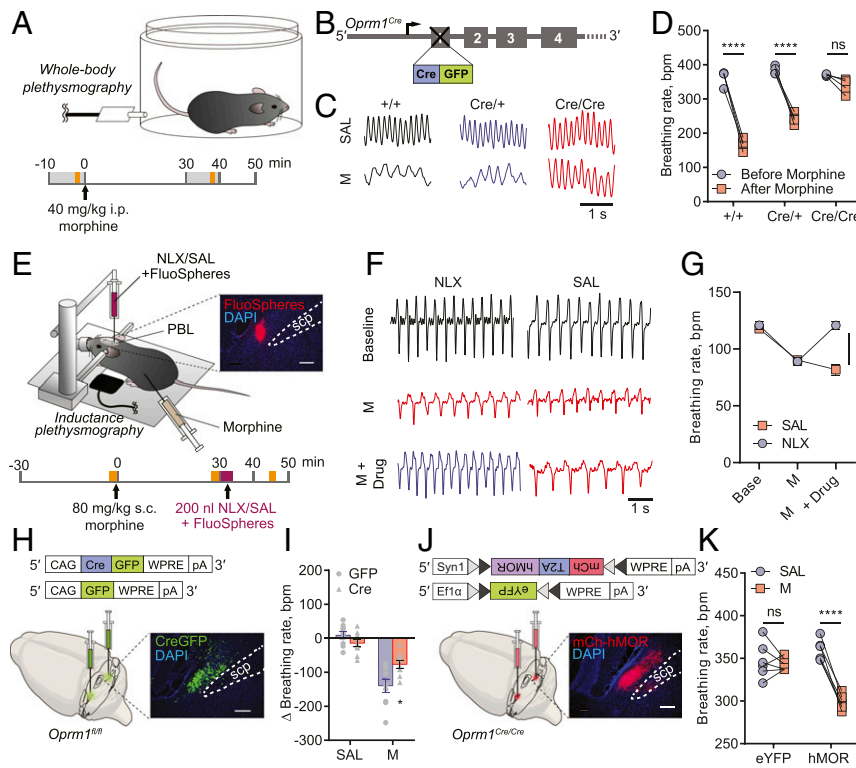 A
Whole-body
plethysmography
-10 0 30 40 50 min
40 mg/kg i.p.
morphine
B
Oprm1Cre
5′ 2 3 4 3′
Cre GFP
C
+/+ Cre/+ Cre/Cre
SAL
M
1 s
D
Breathing rate, bpm
500
400
300
200
100
0
**** **** ns
Before Morphine
After Morphine
+/+ Cre/+ Cre/Cre
E
NLX/SAL
+FluoSpheres
PBL
FluoSpheres
DAPI
scp
Inductance
plethysmography
Morphine
-30 0 30 40 50 min
80 mg/kg s.c.
morphine
200 nl NLX/SAL
+ FluoSpheres
F
NLX SAL
Baseline
M
M +
Drug
1 s
G
Breathing rate, bpm
150
100
50
0
SAL
NLX
Base M M + Drug
H
5′ CAG Cre GFP WPRE pA 3′
5′ CAG GFP WPRE pA 3′
CreGFP
DAPI
scp
Oprm1fl/fl
I
Δ Breathing rate, bpm
200
100
0
-100
-200
-300
GFP
Cre
*
SAL M
J
5′ Syn1 hMOR T2A mCh WPRE pA 3′
5′ Ef1α eYFP WPRE pA 3′
mCh-hMOR
DAPI
scp
Oprm1Cre/Cre
K
SAL
M
Breathing rate, bpm
450
400
350
300
250
ns ****
eYFP hMOR